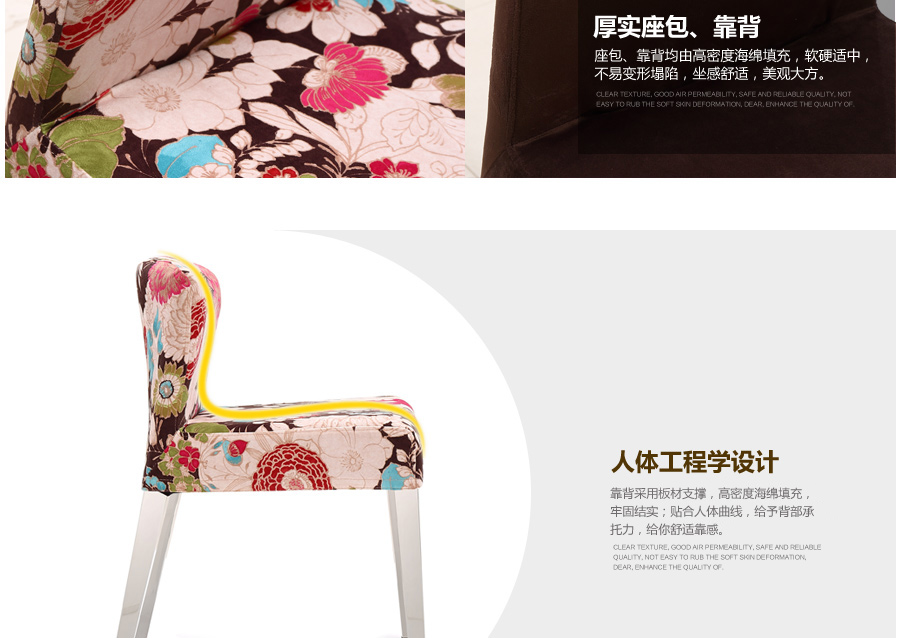 厚实座包、靠背
座包、靠背均由高密度海绵填充，软硬适中，
不易变形塌陷，坐感舒适，美观大方。
CLEAR TEXTURE, GOOD AIR PERMEABILITY, SAFE AND RELIABLE QUALITY, NOT
EASY TO RUB THE SOFT SKIN DEFORMATION, DEAR, ENHANCE THE QUALITY OF.
人体工程学设计
靠背采用板材支撑，高密度海绵填充，
牢固结实；贴合人体曲线，给予背部承
托力，给你舒适靠感。
CLEAR TEXTURE, GOOD AIR PERMEABILITY, SAFE AND RELIABLE
QUALITY, NOT EASY TO RUB THE SOFT SKIN DEFORMATION,
DEAR, ENHANCE THE QUALITY OF.